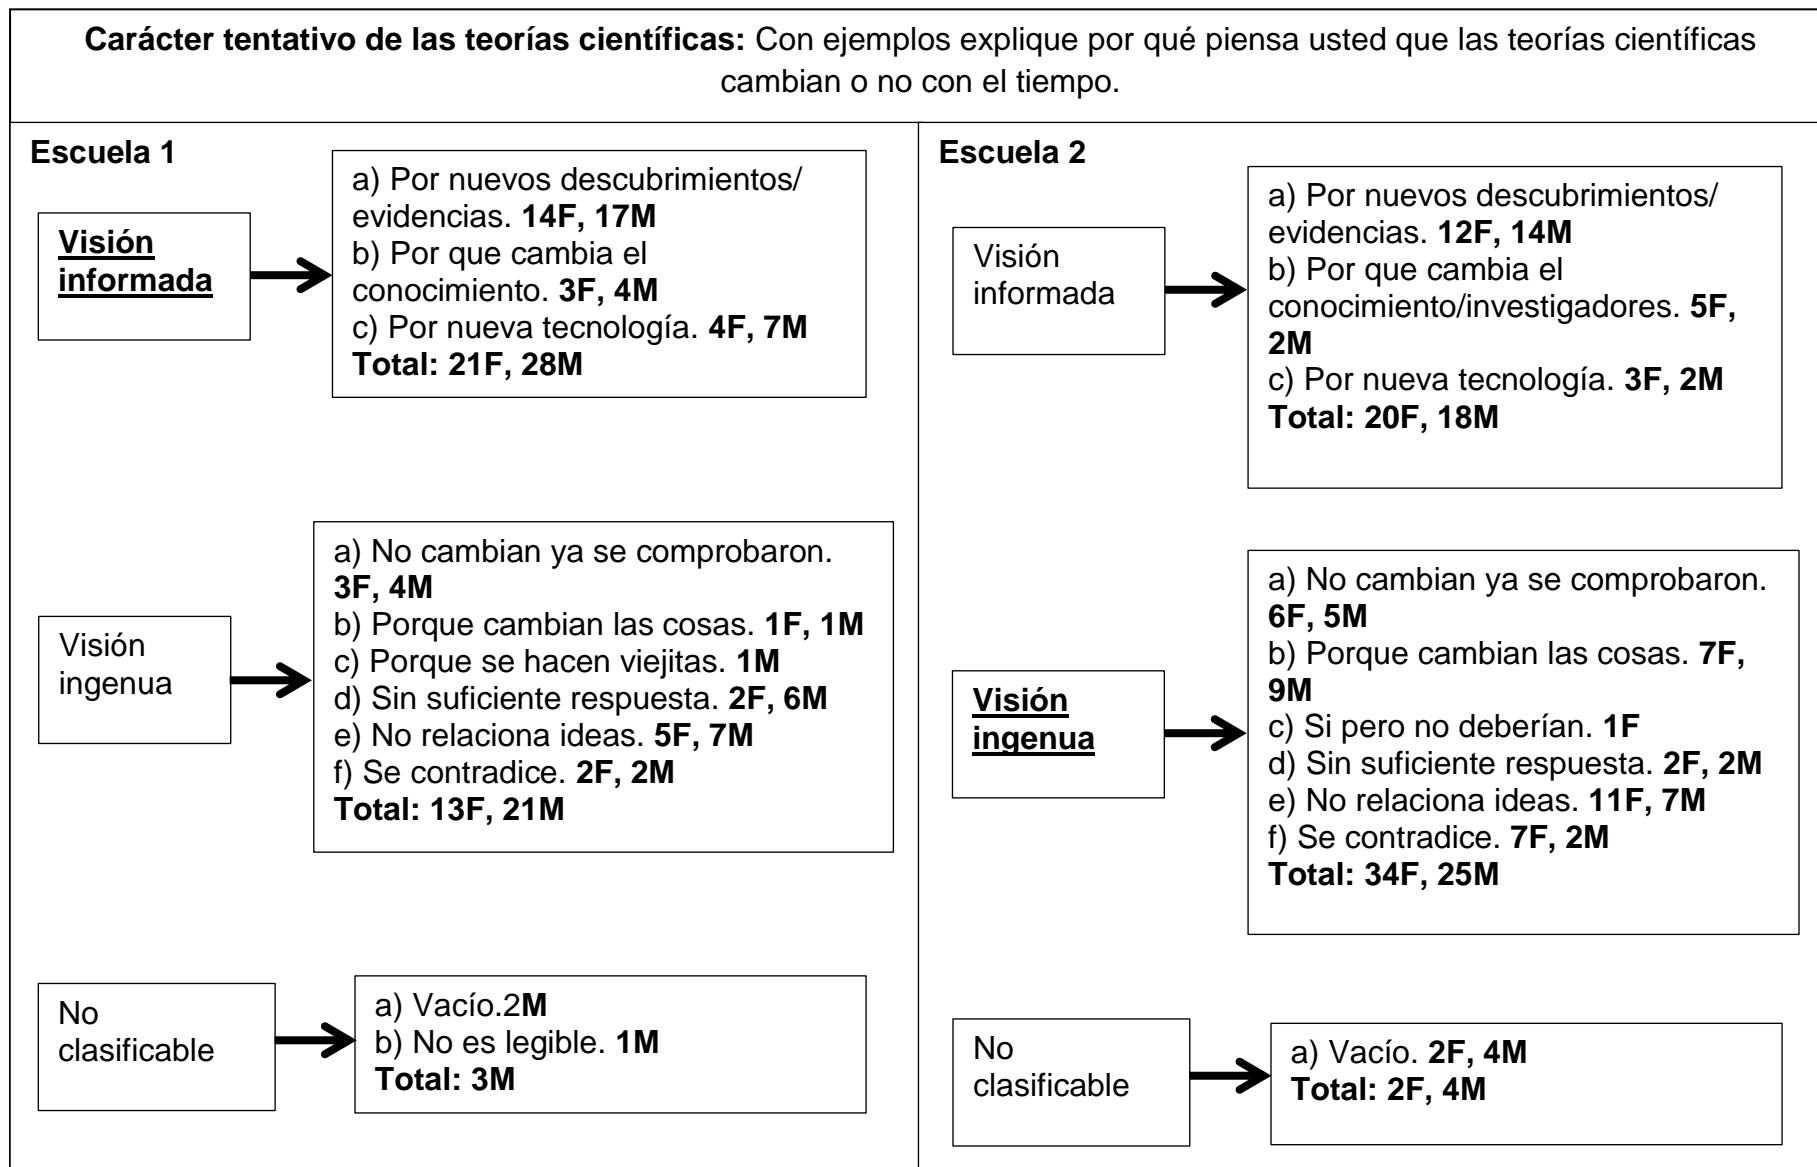 Carácter tentativo de las teorías científicas: Con ejemplos explique por qué piensa usted que las teorías científicas
cambian o no con el tiempo.
Escuela 1
Visión
informada
a) Por nuevos descubrimientos/
evidencias. 14F, 17M
b) Por que cambia el
conocimiento. 3F, 4M
c) Por nueva tecnología. 4F, 7M
Total: 21F, 28M
Visión
ingenua
a) No cambian ya se comprobaron.
3F, 4M
b) Porque cambian las cosas. 1F, 1M
c) Porque se hacen viejitas. 1M
d) Sin suficiente respuesta. 2F, 6M
e) No relaciona ideas. 5F, 7M
f) Se contradice. 2F, 2M
Total: 13F, 21M
No
clasificable
a) Vacío.2M
b) No es legible. 1M
Total: 3M
Escuela 2
Visión
informada
a) Por nuevos descubrimientos/
evidencias. 12F, 14M
b) Por que cambia el
conocimiento/investigadores. 5F,
2M
c) Por nueva tecnología. 3F, 2M
Total: 20F, 18M
Visión
ingenua
a) No cambian ya se comprobaron.
6F, 5M
b) Porque cambian las cosas. 7F,
9M
c) Si pero no deberían. 1F
d) Sin suficiente respuesta. 2F, 2M
e) No relaciona ideas. 11F, 7M
f) Se contradice. 7F, 2M
Total: 34F, 25M
No
clasificable
a) Vacío. 2F, 4M
Total: 2F, 4M